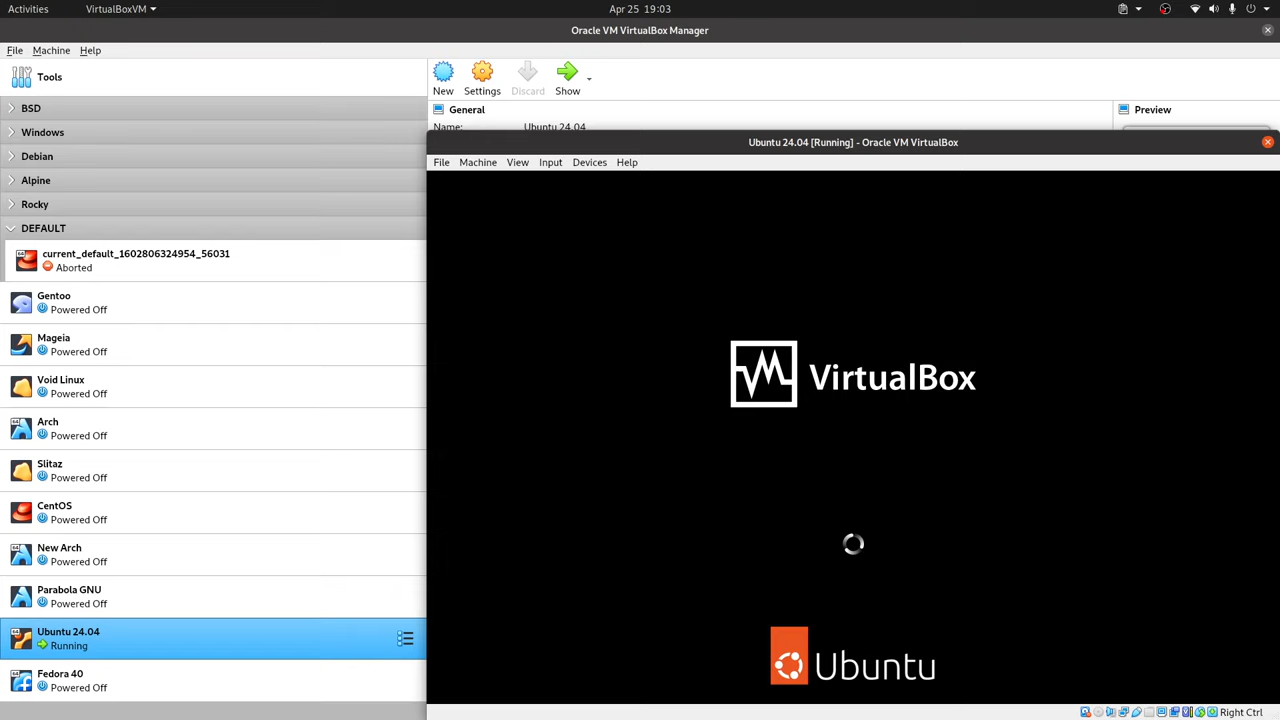 Activities
VirtualBoxVM
Apr 25 19:03
Oracle VM VirtualBox Manager
File Machine Help
Tools
New Settings Discard Show
BSD
Windows
Debian
Alpine
Rocky
DEFAULT
current_default_1602806324954_56031
Aborted
Gentoo
Powered Off
Mageia
Powered Off
Void Linux
Powered Off
Arch
Powered Off
Slitaz
Powered Off
CentOS
Powered Off
New Arch
Powered Off
Parabola GNU
Powered Off
Ubuntu 24.04
Running
Fedora 40
Powered Off
General
Name: Ubuntu 24.04
Preview
Ubuntu 24.04 [Running] - Oracle VM VirtualBox
File Machine View Input Devices Help
VirtualBox
Ubuntu
Right Ctrl